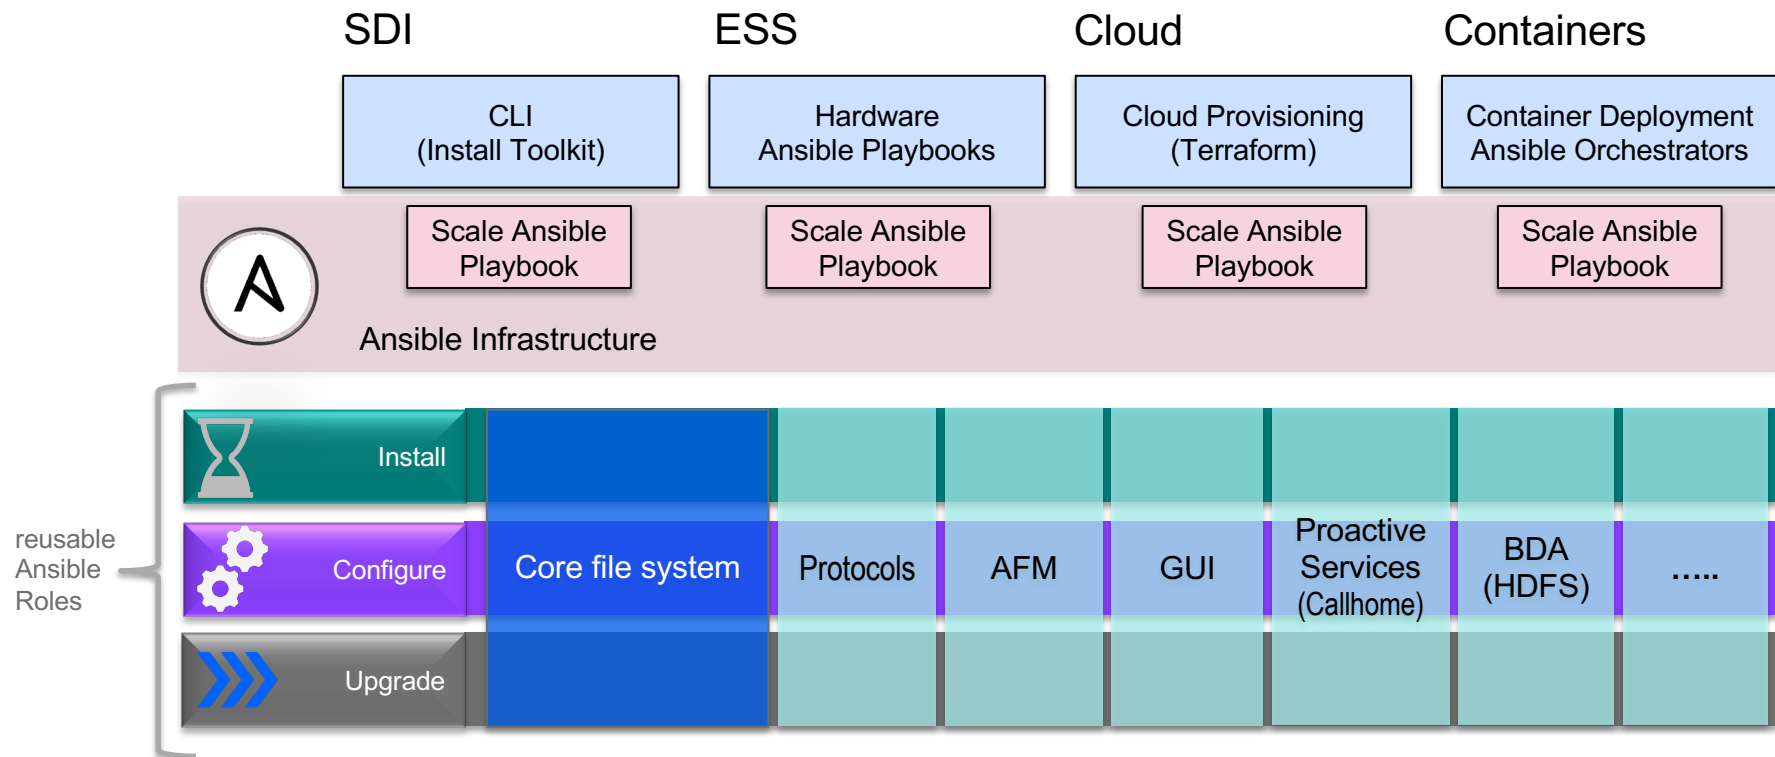 SDI
ESS
Cloud
Containers
CLI
(Install Toolkit)
Hardware
Ansible Playbooks
Cloud Provisioning
(Terraform)
Container Deployment
Ansible Orchestrators
Scale Ansible
Playbook
Scale Ansible
Playbook
Scale Ansible
Playbook
Scale Ansible
Playbook
Ansible Infrastructure
reusable
Ansible
Roles
Install
Configure
Upgrade
Core file system
Protocols
AFM
GUI
Proactive
Services
(Callhome)
BDA
(HDFS)
.....